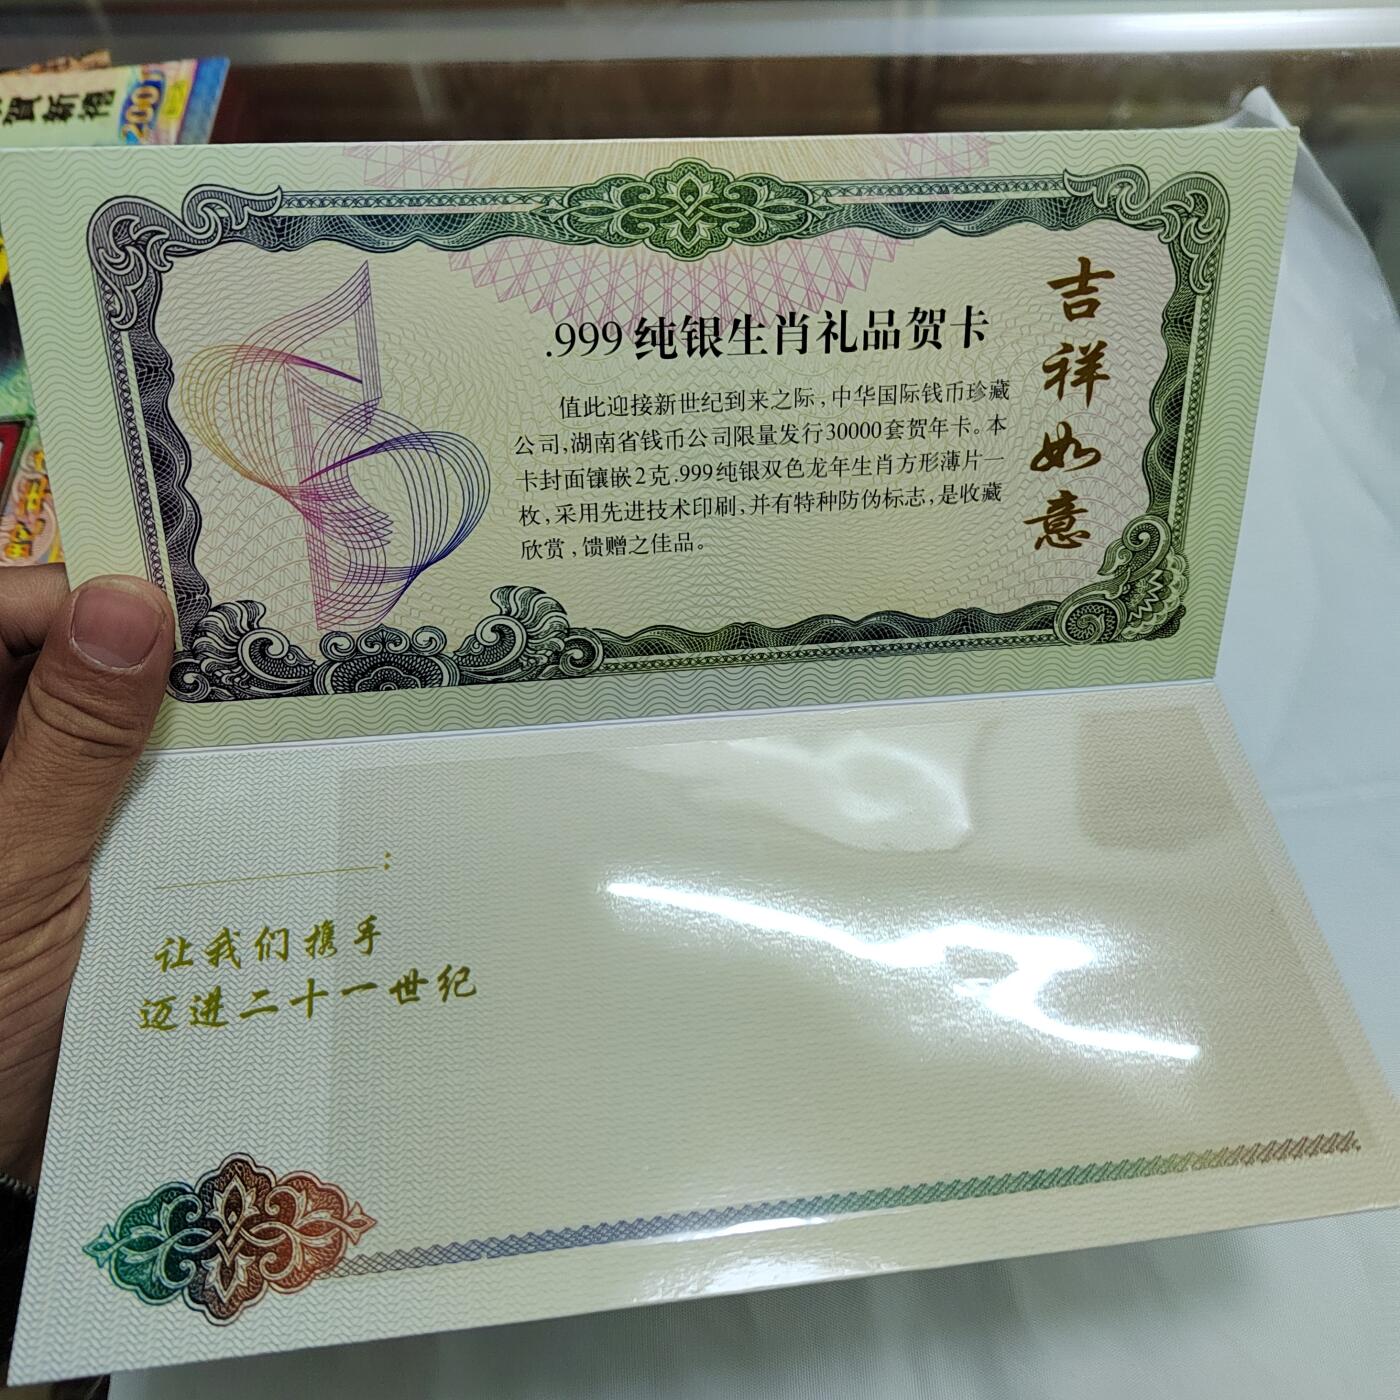 贺新禧
200
.999纯银生肖礼品贺卡
值此迎接新世纪到来之际,中华国际钱币珍藏
公司,湖南省钱币公司限量发行30000套贺年卡。本
卡封面镶嵌2克.999纯银双色龙年生肖方形薄片一
枚,采用先进技术印刷,并有特种防伪标志,是收藏
欣赏,馈赠之佳品。
吉祥如意
:
让我们携手
迈进二十一世纪